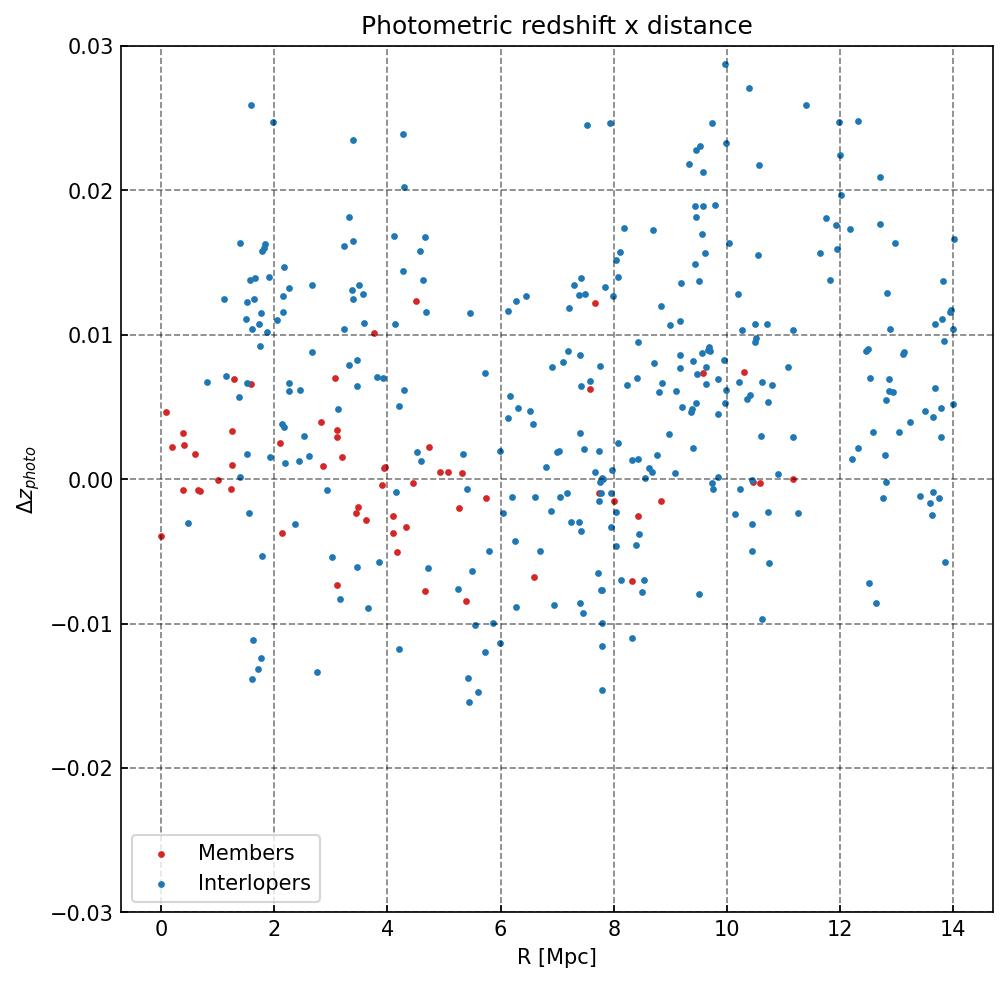 Photometric redshift x distance
0.03
0.02
0.01
0.00
−0.01
−0.02
−0.03
Δz_photo
Members
Interlopers
0 2 4 6 8 10 12 14
R [Mpc]